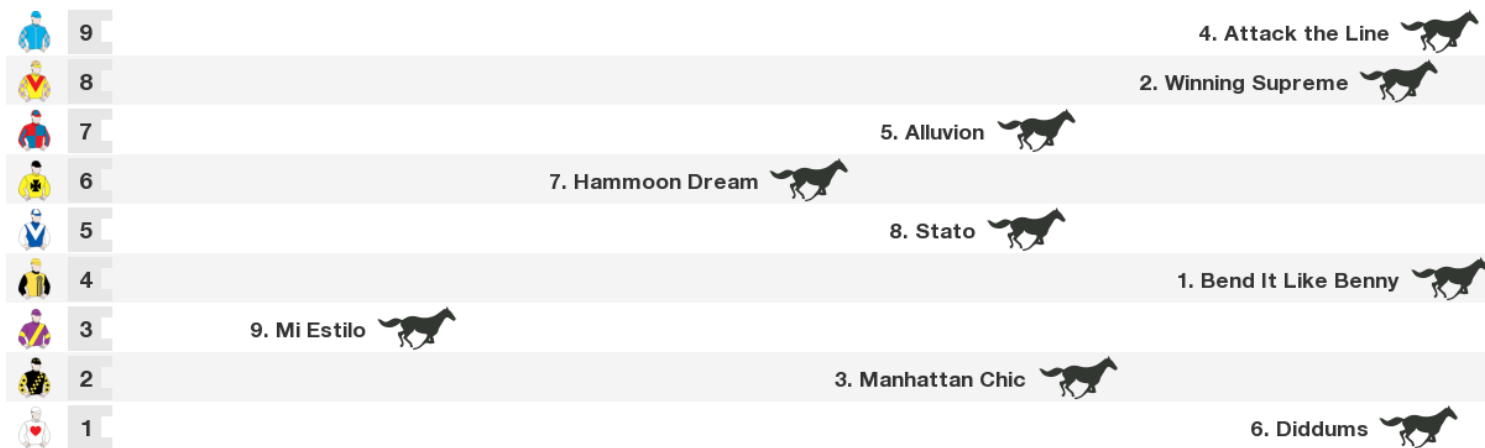 9 4. Attack the Line
8 2. Winning Supreme
7 5. Alluvion
6 7. Hammoon Dream
5 8. Stato
4 1. Bend It Like Benny
3 9. Mi Estilo
2 3. Manhattan Chic
1 6. Diddums